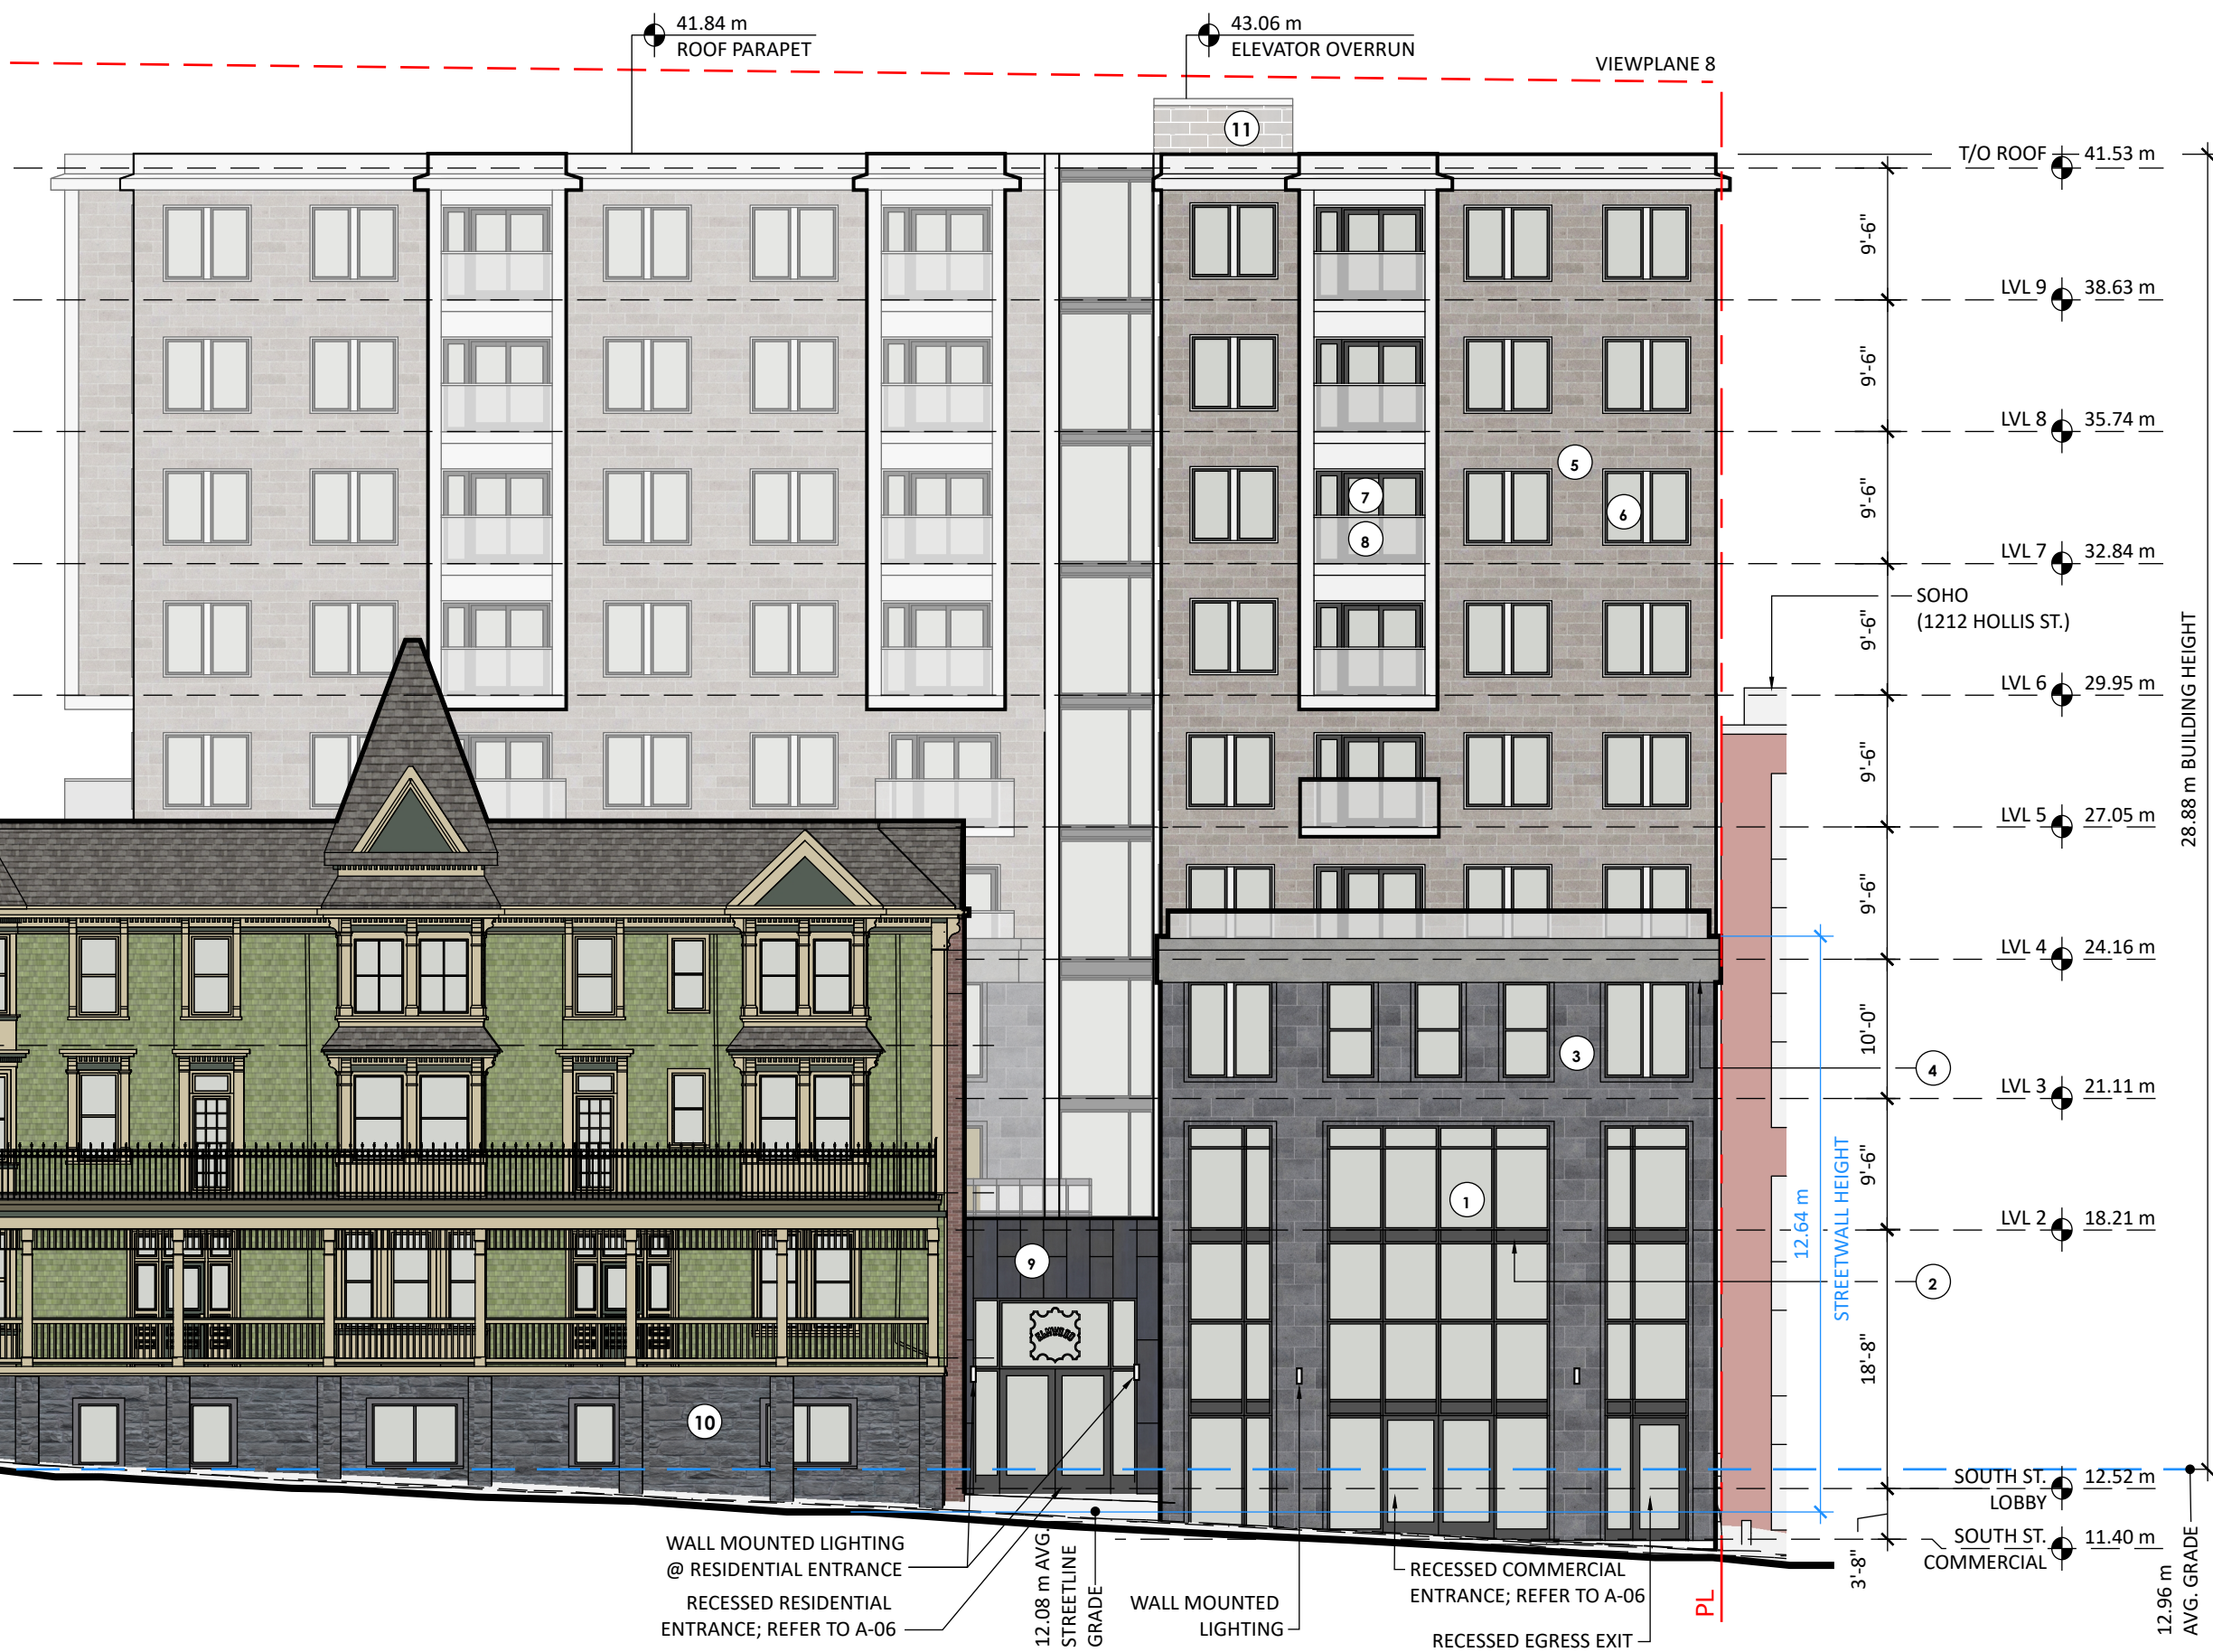 41.84 m
ROOF PARAPET
43.06 m
ELEVATOR OVERRUN
VIEWPLANE 8
11
T/O ROOF 41.53 m
9'-6"
LVL 9 38.63 m
9'-6"
LVL 8 35.74 m
5
9'-6"
7
6
8
LVL 7 32.84 m
SOHO
(1212 HOLLIS ST.)
9'-6"
28.88 m BUILDING HEIGHT
LVL 6 29.95 m
9'-6"
LVL 5 27.05 m
9'-6"
LVL 4 24.16 m
10'-0"
3
4
LVL 3 21.11 m
STREETWALL HEIGHT
12.64 m
9'-6"
1
LVL 2 18.21 m
9
2
ELMWOOD
18'-8"
10
SOUTH ST.
LOBBY
12.52 m
SOUTH ST.
COMMERCIAL
11.40 m
3'-8"
12.96 m
AVG. GRADE
WALL MOUNTED LIGHTING
@ RESIDENTIAL ENTRANCE
RECESSED RESIDENTIAL
ENTRANCE; REFER TO A-06
12.08 m AVG.
STREETLINE
GRADE
WALL MOUNTED
LIGHTING
RECESSED COMMERCIAL
ENTRANCE; REFER TO A-06
RECESSED EGRESS EXIT
PL